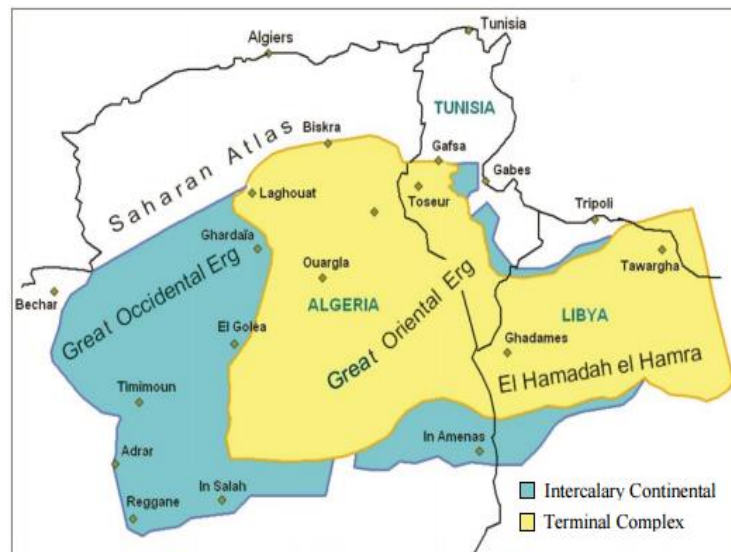 Tunisia
Algiers
TUNISIA
Saharan Atlas
Biskra
Gafsa
Gabes
Laghouat
Toseur
Tripoli
Ghardaïa
Tawargha
Ouargla
Bechar
Great Occidental Erg
ALGERIA
Great Oriental Erg
LIBYA
El Golea
Ghadames
El Hamadah el Hamra
Timimoun
In Amenas
Adrar
In Salah
Reggane
Intercalary Continental
Terminal Complex